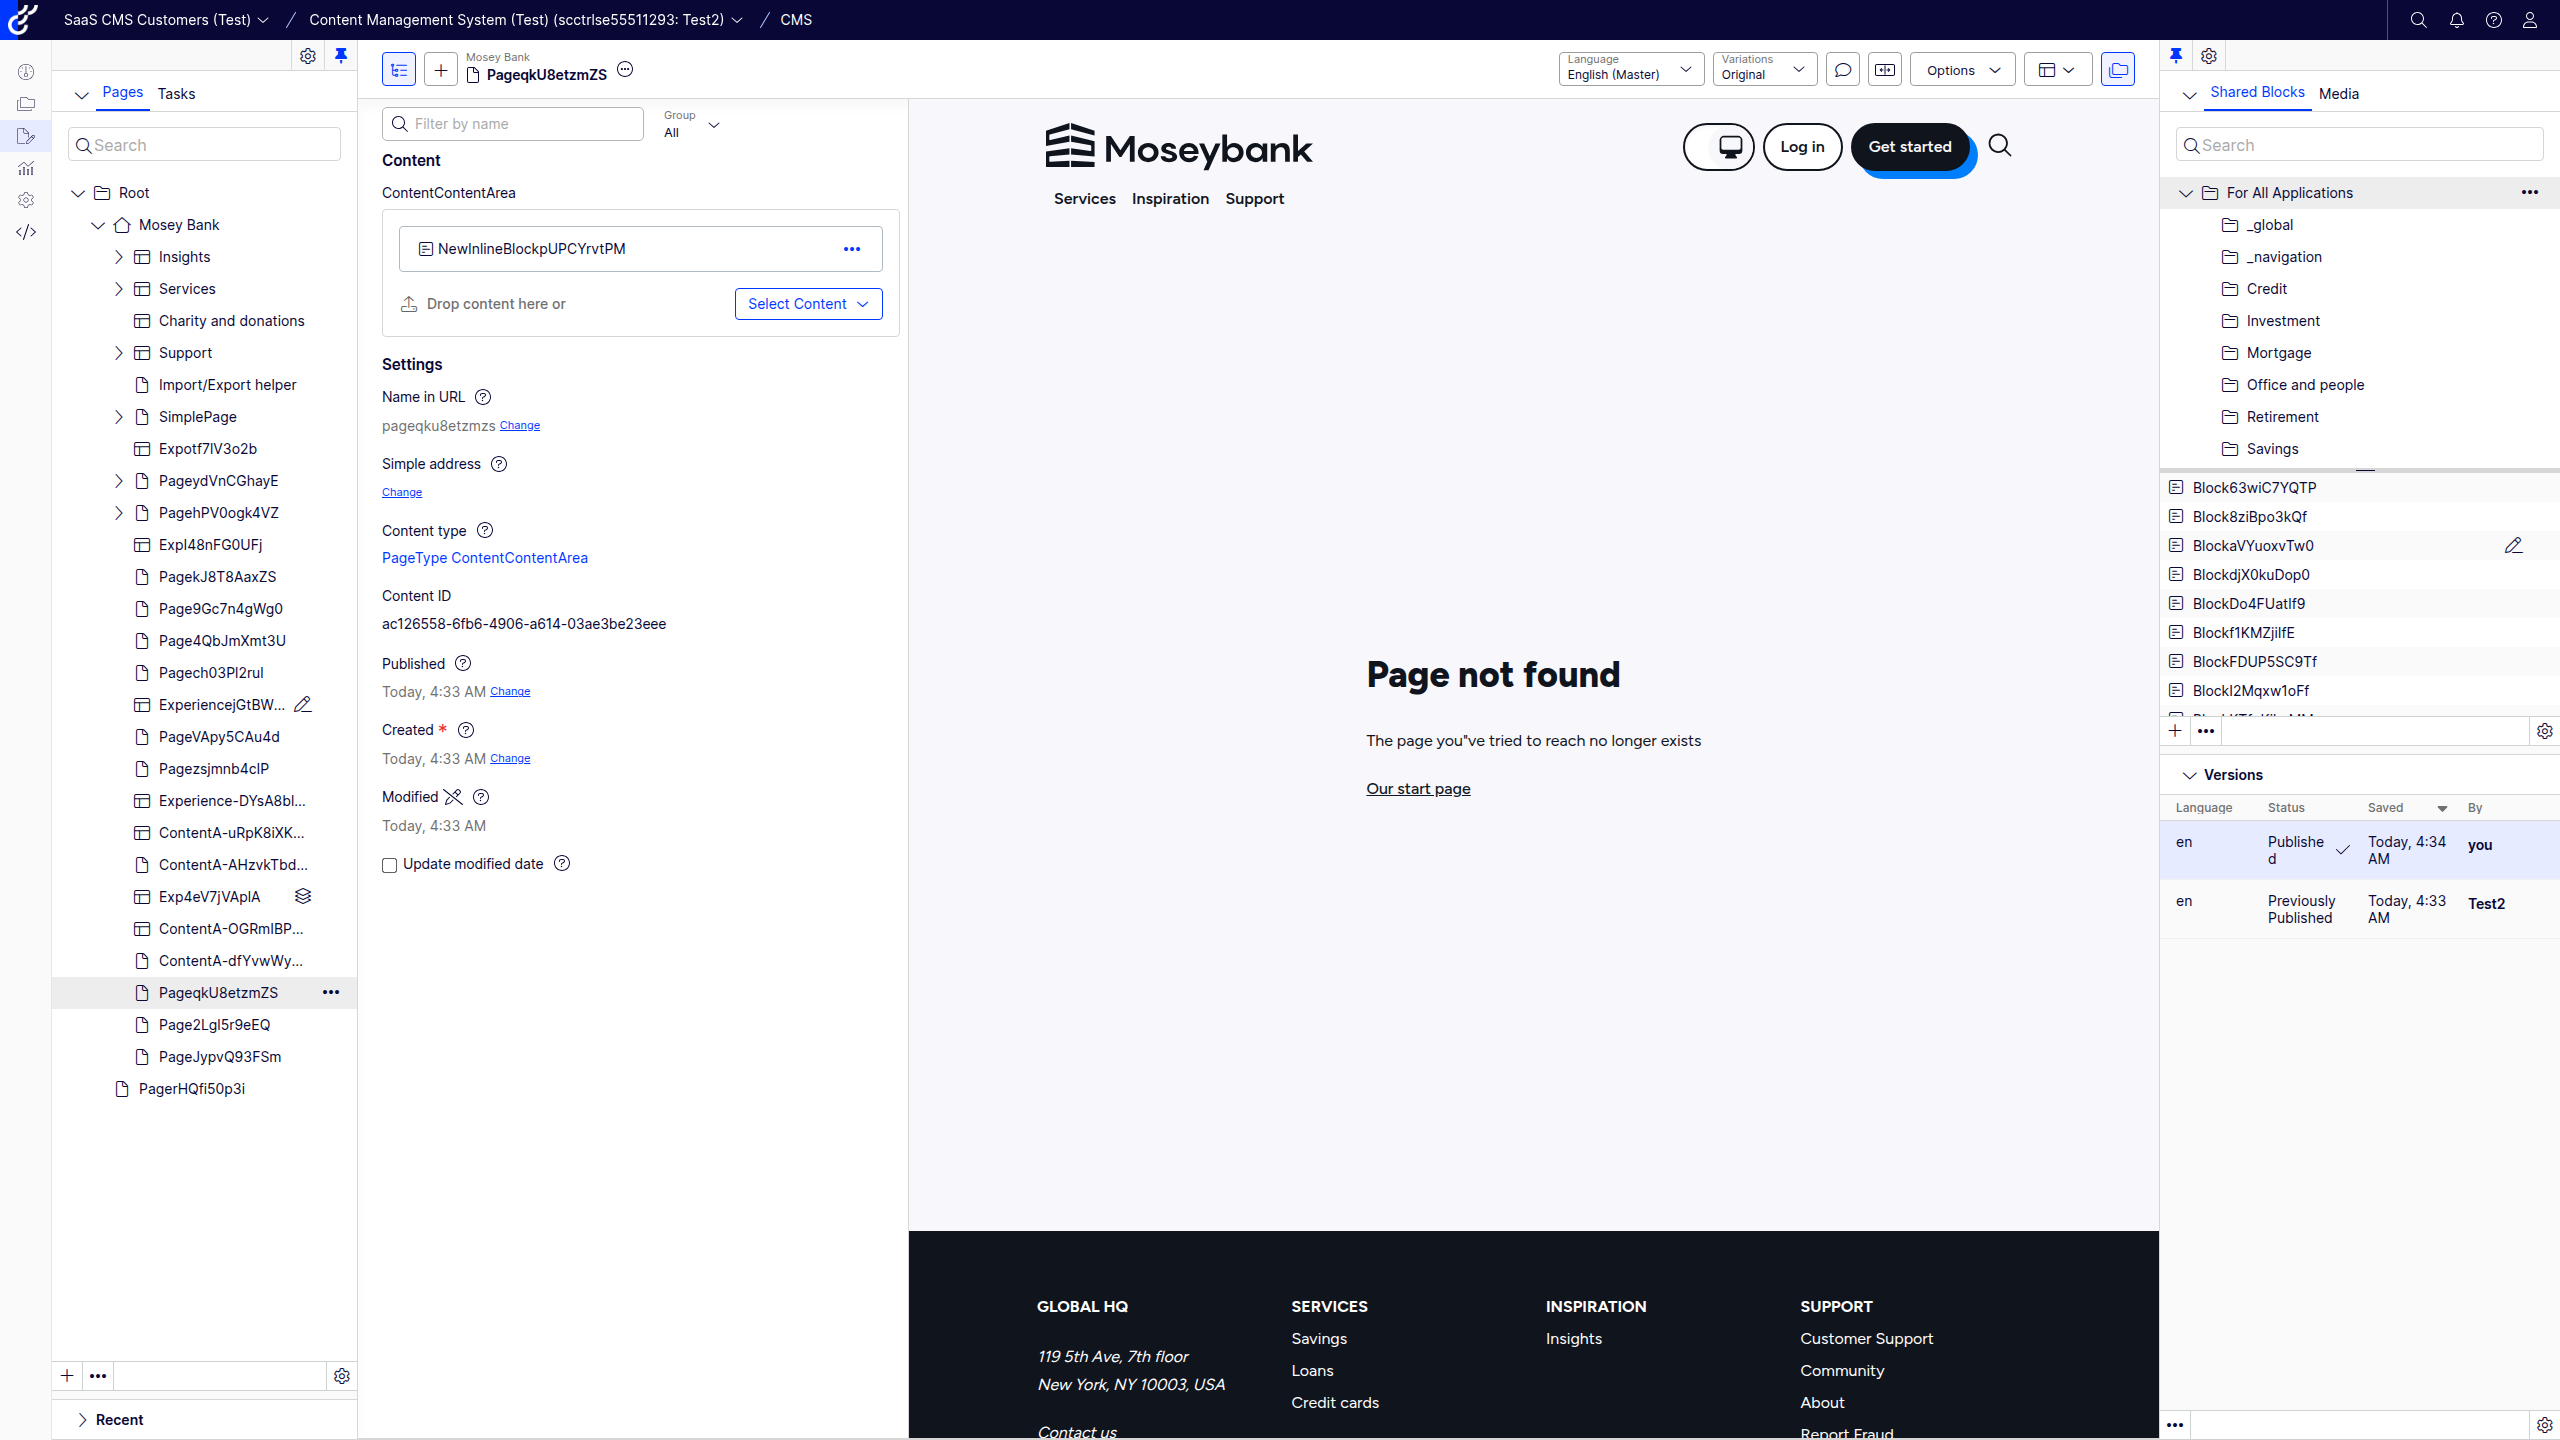 SaaS CMS Customers (Test)
Content Management System (Test) (scctrlse55511293: Test2)
CMS
Pages
Tasks
Search
Root
Mosey Bank
Insights
Services
Charity and donations
Support
Import/Export helper
SimplePage
Expotf7lV3o2b
PageydVnCGhayE
PagehPV0ogk4VZ
ExpI48nFG0UFj
PagekJ8T8AaxZS
Page9Gc7n4gWg0
Page4QbJmXmt3U
Pagech03Pl2ruI
ExperiencejGtBW...
PageVApy5CAu4d
Pagezsjmnb4cIP
Experience-DYsA8bl...
ContentA-uRpK8iXK...
ContentA-AHzvkTbd...
Exp4eV7jVAplA
ContentA-OGRmlBP...
ContentA-dfYvwWy...
PageqkU8etzmZS
Page2Lgl5r9eEQ
PageJypvQ93FSm
PagerHQfi50p3i
Recent
Mosey Bank
PageqkU8etzmZS
Language
English (Master)
Variations
Original
Options
Filter by name
Group
All
Content
ContentContentArea
NewInlineBlockpUPCYrvtPM
Drop content here or
Select Content
Settings
Name in URL
pageqku8etzmzs Change
Simple address
Change
Content type
PageType ContentContentArea
Content ID
ac126558-6fb6-4906-a614-03ae3be23eee
Published
Today, 4:33 AM Change
Created *
Today, 4:33 AM Change
Modified
Today, 4:33 AM
Update modified date
Moseybank
Log in
Get started
Services
Inspiration
Support
Page not found
The page you"ve tried to reach no longer exists
Our start page
GLOBAL HQ
119 5th Ave, 7th floor
New York, NY 10003, USA
Contact us
SERVICES
Savings
Loans
Credit cards
INSPIRATION
Insights
SUPPORT
Customer Support
Community
About
Report Fraud
Shared Blocks
Media
Search
For All Applications
_global
_navigation
Credit
Investment
Mortgage
Office and people
Retirement
Savings
Block63wiC7YQTP
Block8ziBpo3kQf
BlockaVYuoxvTw0
BlockdjX0kuDop0
BlockDo4FUatIf9
Blockf1KMZjiIfE
BlockFDUP5SC9Tf
BlockI2Mqxw1oFf
Versions
Language
Status
Saved
By
en
Publishe
d
Today, 4:34
AM
you
en
Previously
Published
Today, 4:33
AM
Test2